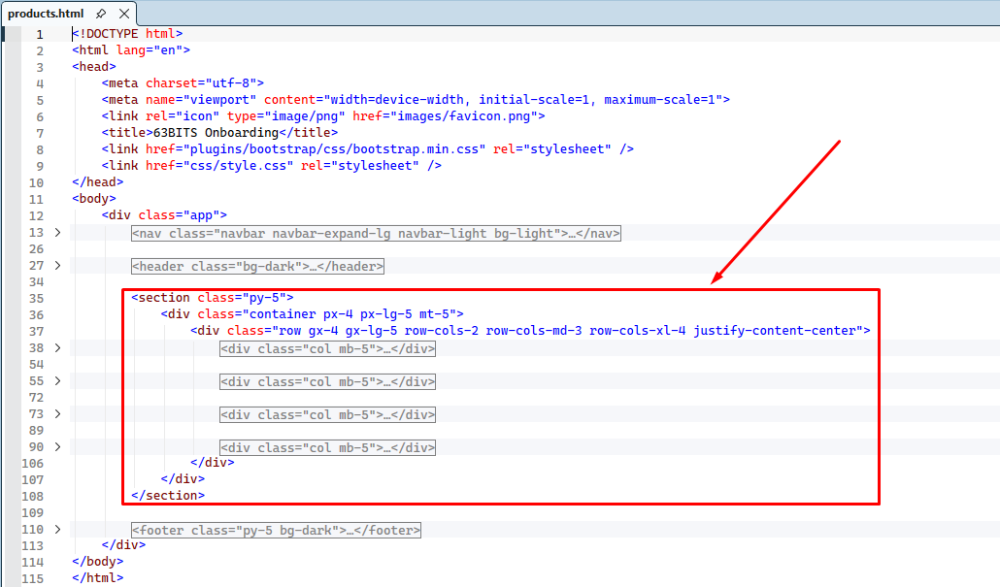 products.html
1 <!DOCTYPE html>
2 <html lang="en">
3 <head>
4 <meta charset="utf-8">
5 <meta name="viewport" content="width=device-width, initial-scale=1, maximum-scale=1">
6 <link rel="icon" type="image/png" href="images/favicon.png">
7 <title>63BITS Onboarding</title>
8 <link href="plugins/bootstrap/css/bootstrap.min.css" rel="stylesheet" />
9 <link href="css/style.css" rel="stylesheet" />
10 </head>
11 <body>
12 <div class="app">
13 <nav class="navbar navbar-expand-lg navbar-light bg-light">…</nav>
26
27 <header class="bg-dark">…</header>
34
35 <section class="py-5">
36 <div class="container px-4 px-lg-5 mt-5">
37 <div class="row gx-4 gx-lg-5 row-cols-2 row-cols-md-3 row-cols-xl-4 justify-content-center">
38 <div class="col mb-5">…</div>
54
55 <div class="col mb-5">…</div>
72
73 <div class="col mb-5">…</div>
89
90 <div class="col mb-5">…</div>
106 </div>
107 </div>
108 </section>
109
110 <footer class="py-5 bg-dark">…</footer>
113 </div>
114 </body>
115 </html>